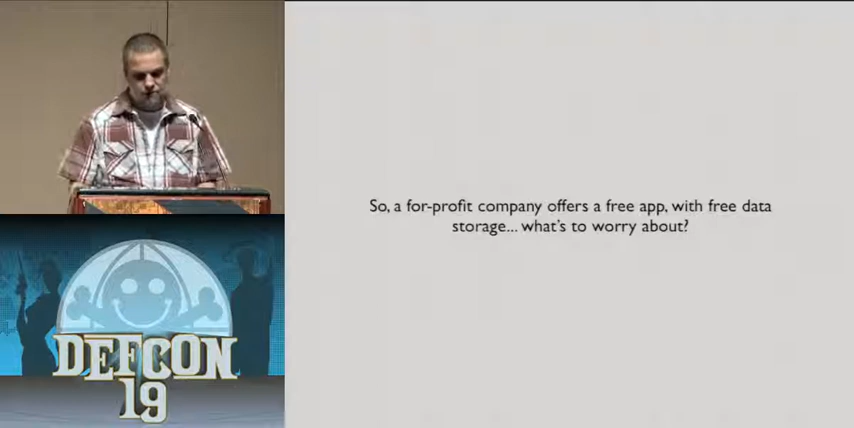 So, a for-profit company offers a free app, with free data
storage... what's to worry about?
DEFCON
19